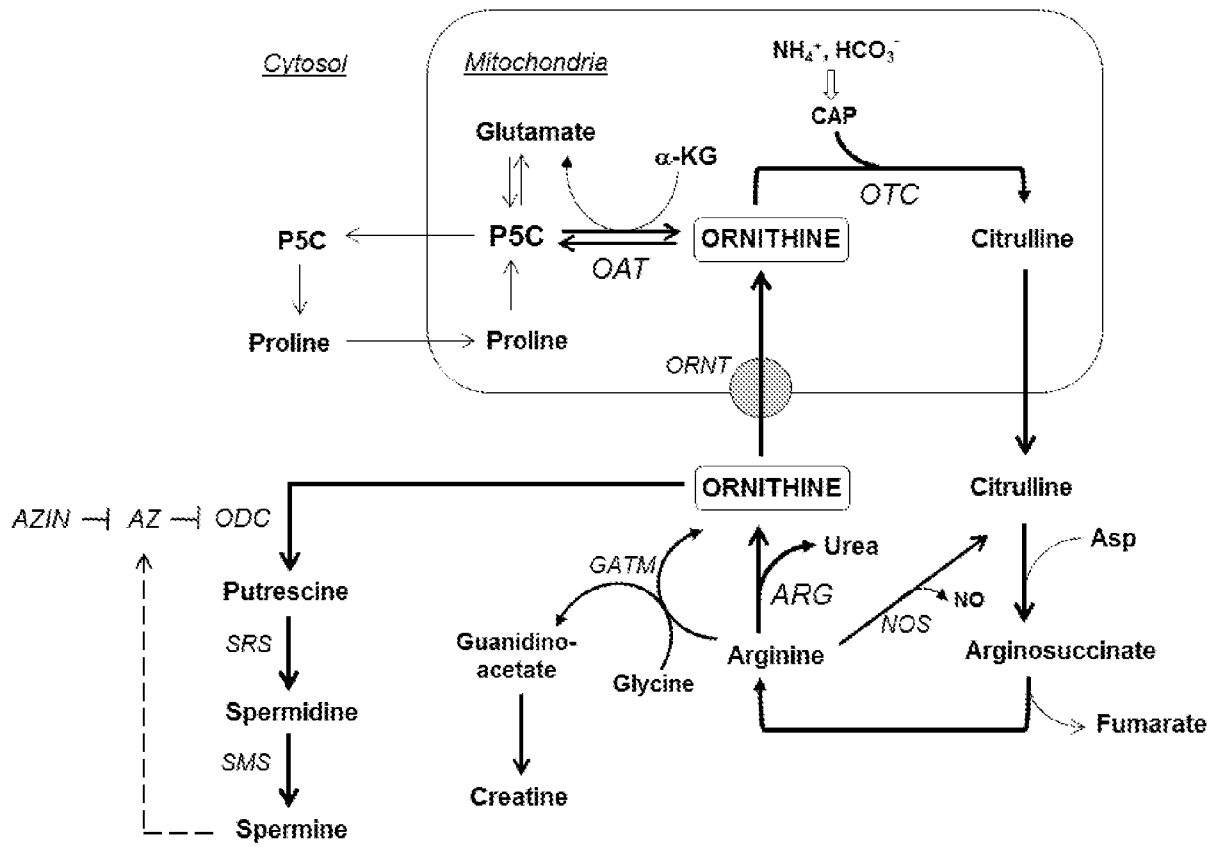 Cytosol
Mitochondria
NH₄⁺, HCO₃⁻
CAP
Glutamate
α-KG
OTC
P5C
P5C
ORNITHINE
Citrulline
OAT
Proline
Proline
ORNT
ORNITHINE
Citrulline
AZIN
AZ
ODC
GATM
Urea
Asp
Putrescine
ARG
NO
NOS
SRS
Guanidino-
acetate
Glycine
Arginine
Arginosuccinate
Spermidine
Fumarate
SMS
Creatine
Spermine